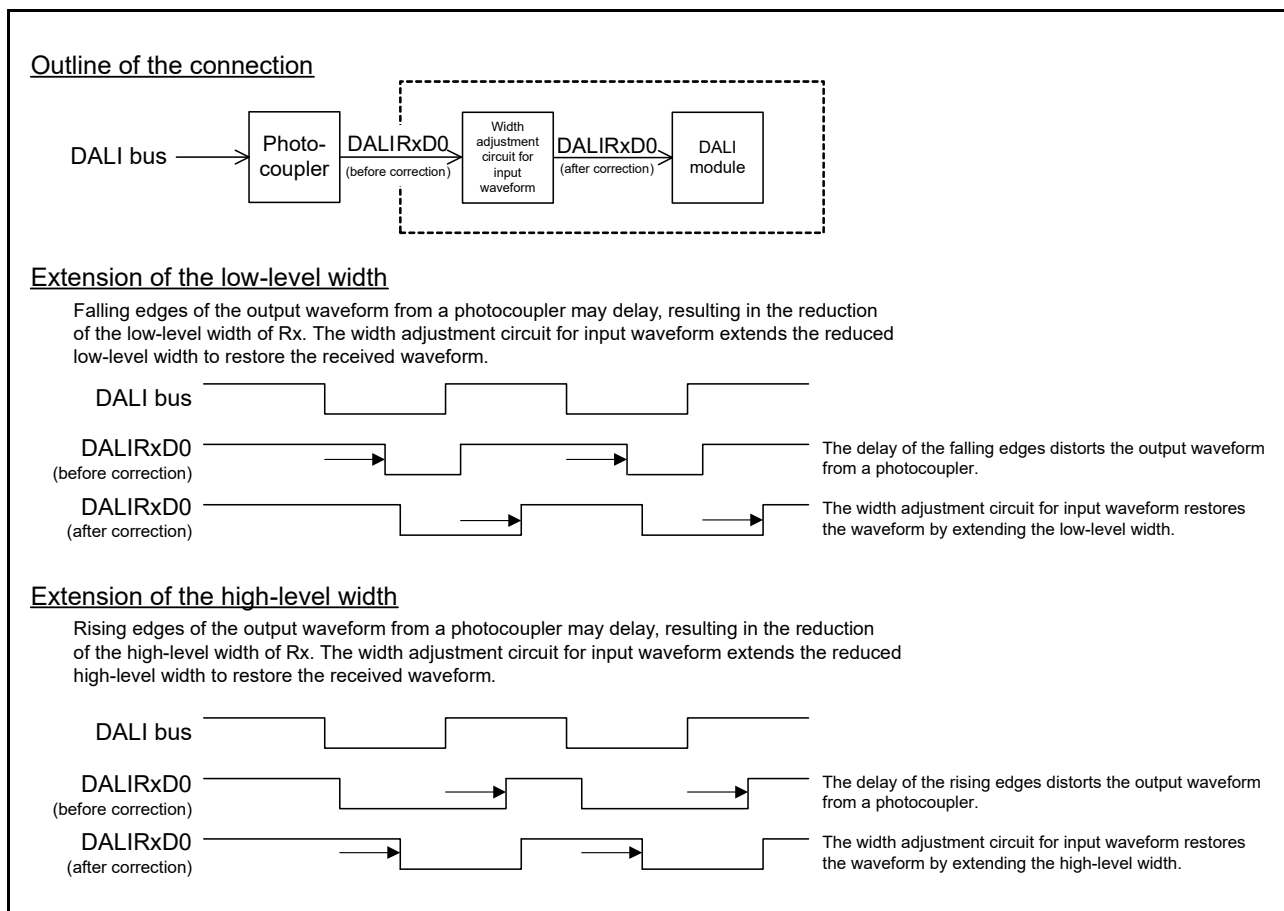 Outline of the connection
DALI bus
Photo-
coupler
DALIRxD0
(before correction)
Width
adjustment
circuit for
input
waveform
DALIRxD0
(after correction)
DALI
module
Extension of the low-level width
Falling edges of the output waveform from a photocoupler may delay, resulting in the reduction
of the low-level width of Rx. The width adjustment circuit for input waveform extends the reduced
low-level width to restore the received waveform.
DALI bus
DALIRxD0
(before correction)
The delay of the falling edges distorts the output waveform
from a photocoupler.
DALIRxD0
(after correction)
The width adjustment circuit for input waveform restores
the waveform by extending the low-level width.
Extension of the high-level width
Rising edges of the output waveform from a photocoupler may delay, resulting in the reduction
of the high-level width of Rx. The width adjustment circuit for input waveform extends the reduced
high-level width to restore the received waveform.
DALI bus
DALIRxD0
(before correction)
The delay of the rising edges distorts the output waveform
from a photocoupler.
DALIRxD0
(after correction)
The width adjustment circuit for input waveform restores
the waveform by extending the high-level width.